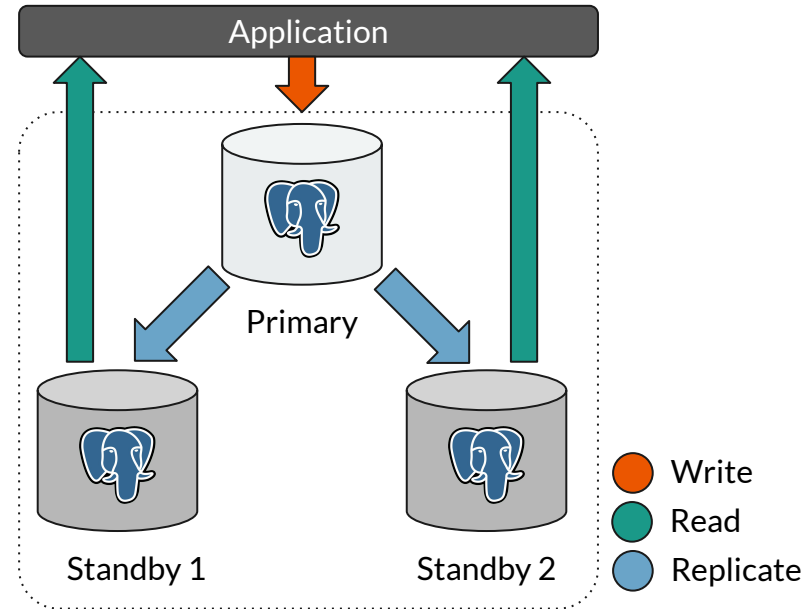 Application
Primary
Standby 1
Standby 2
Write
Read
Replicate